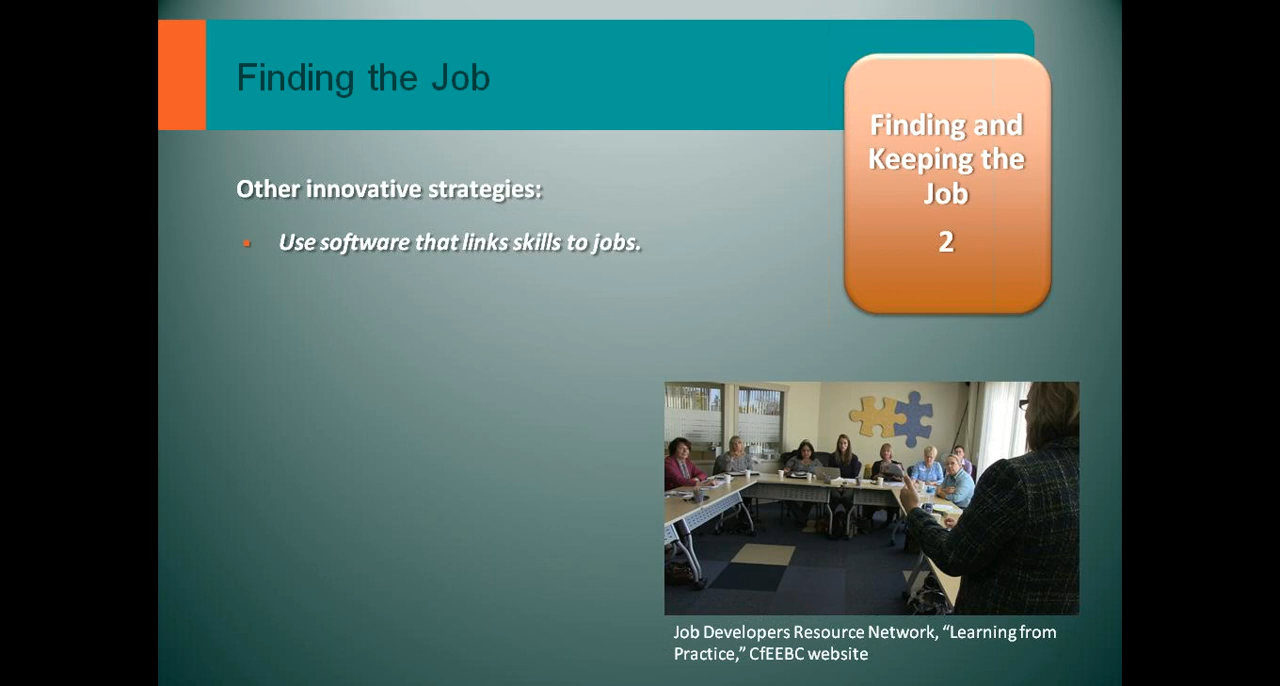 Finding the Job
Finding and
Keeping the
Job
2
Other innovative strategies:
Use software that links skills to jobs.
Job Developers Resource Network, “Learning from
Practice,” CfEEBC website